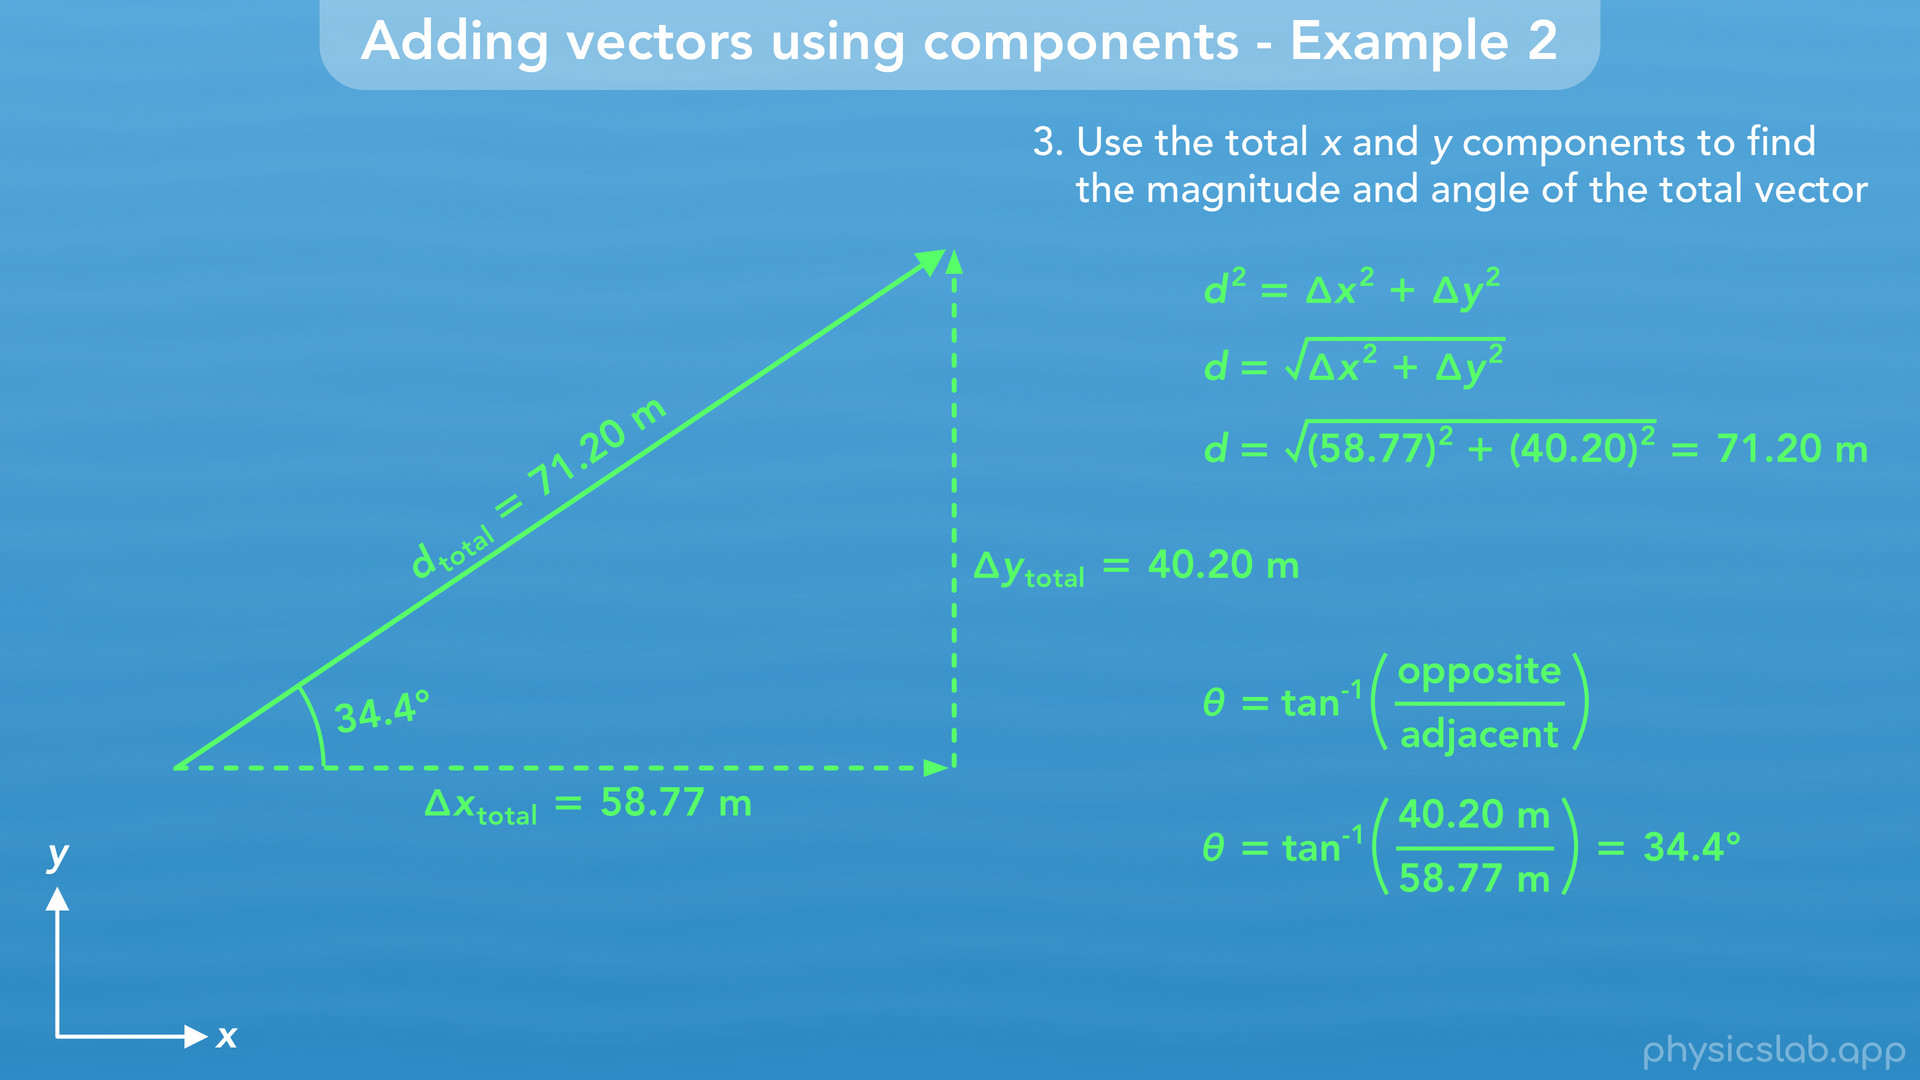 Adding vectors using components - Example 2
3. Use the total x and y components to find
the magnitude and angle of the total vector
d² = Δx² + Δy²
d = √Δx² + Δy²
d = √(58.77)² + (40.20)² = 71.20 m
d_total = 71.20 m
Δy_total = 40.20 m
34.4°
Δx_total = 58.77 m
θ = tan⁻¹(opposite/adjacent)
θ = tan⁻¹(40.20 m/58.77 m) = 34.4°
y
x
physicslab.app